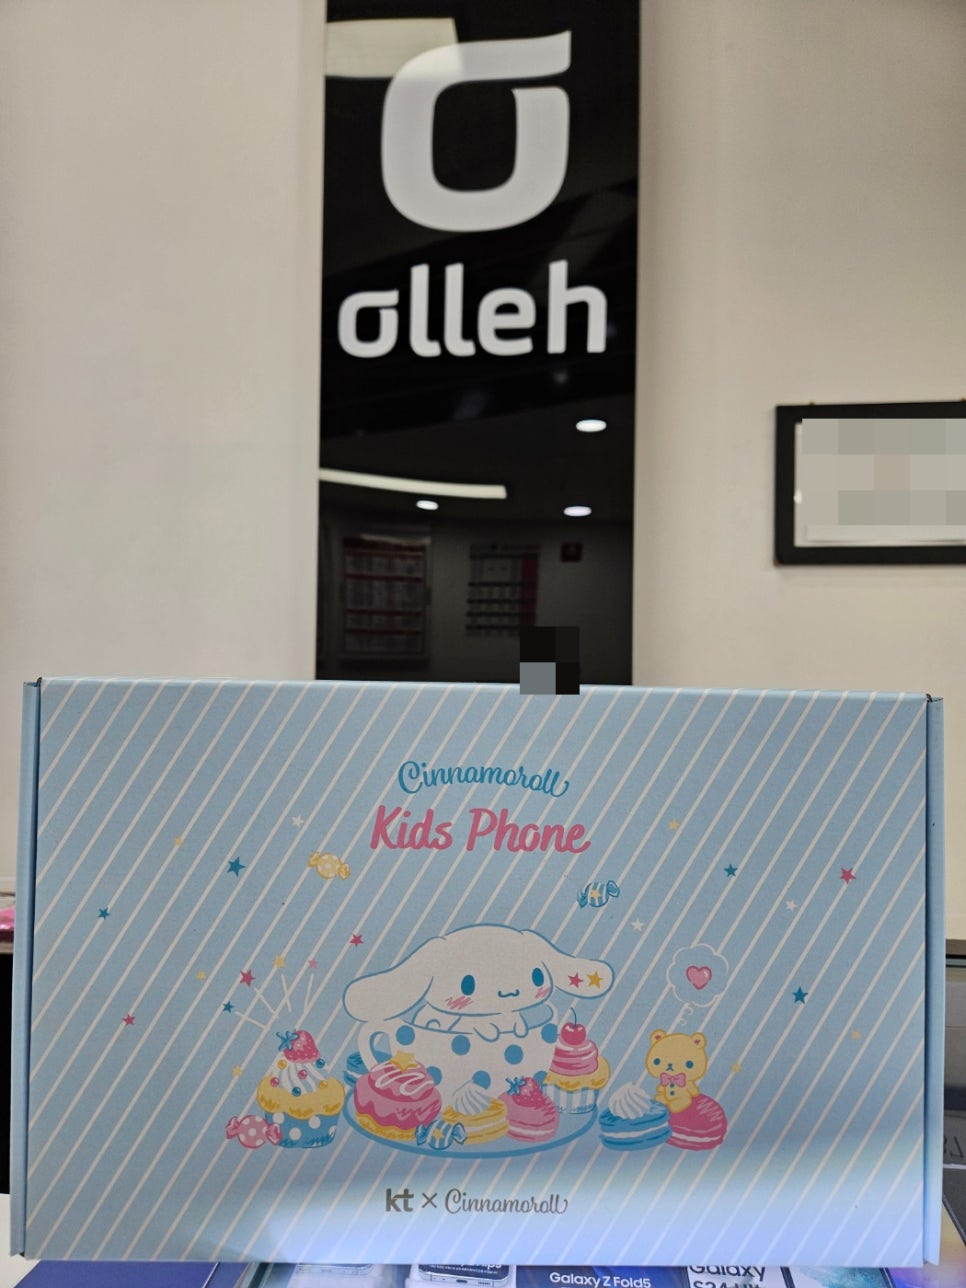 olleh
Cinnamoroll
Kids Phone
kt × Cinnamoroll
Galaxy Z Fold5
Galaxy